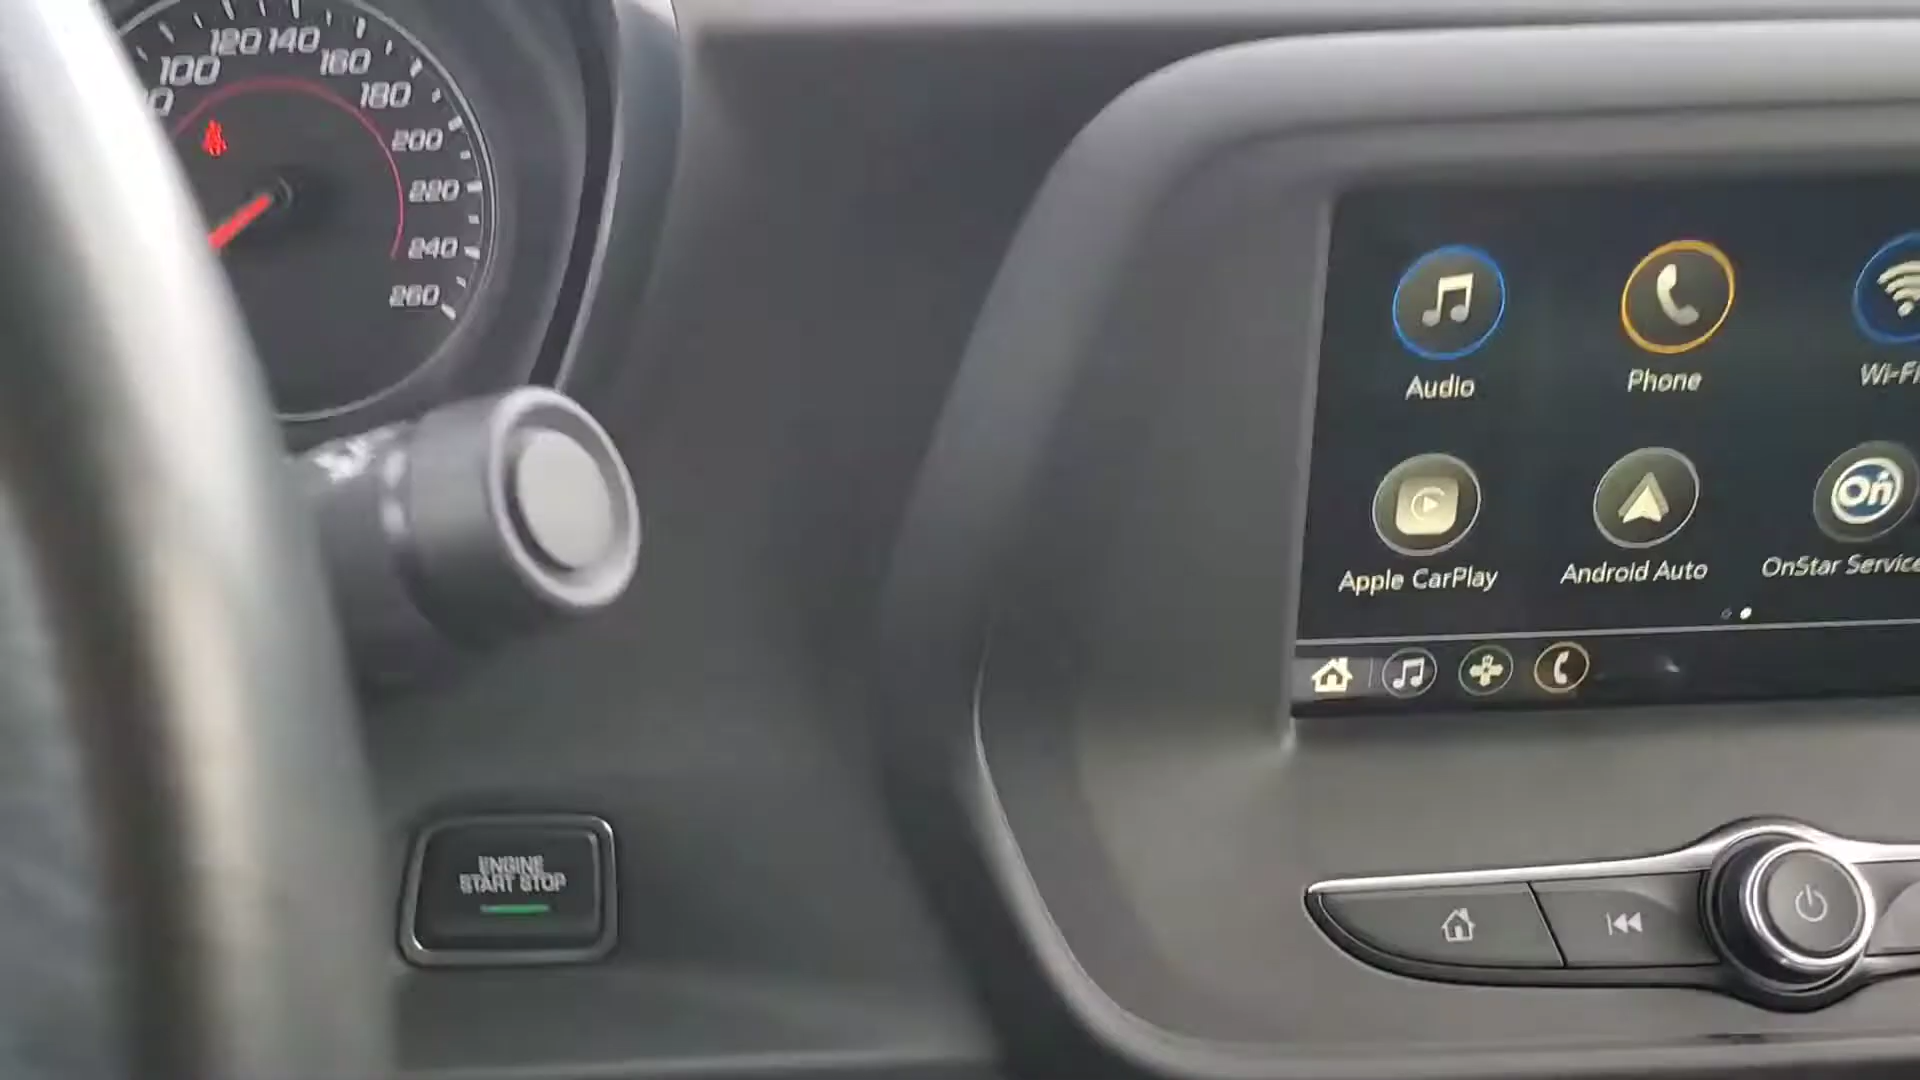 120 140
100
160
180
200
220
240
260
Audio
Phone
Wi-Fi
Apple CarPlay
Android Auto
On
OnStar Service
ENGINE
START STOP